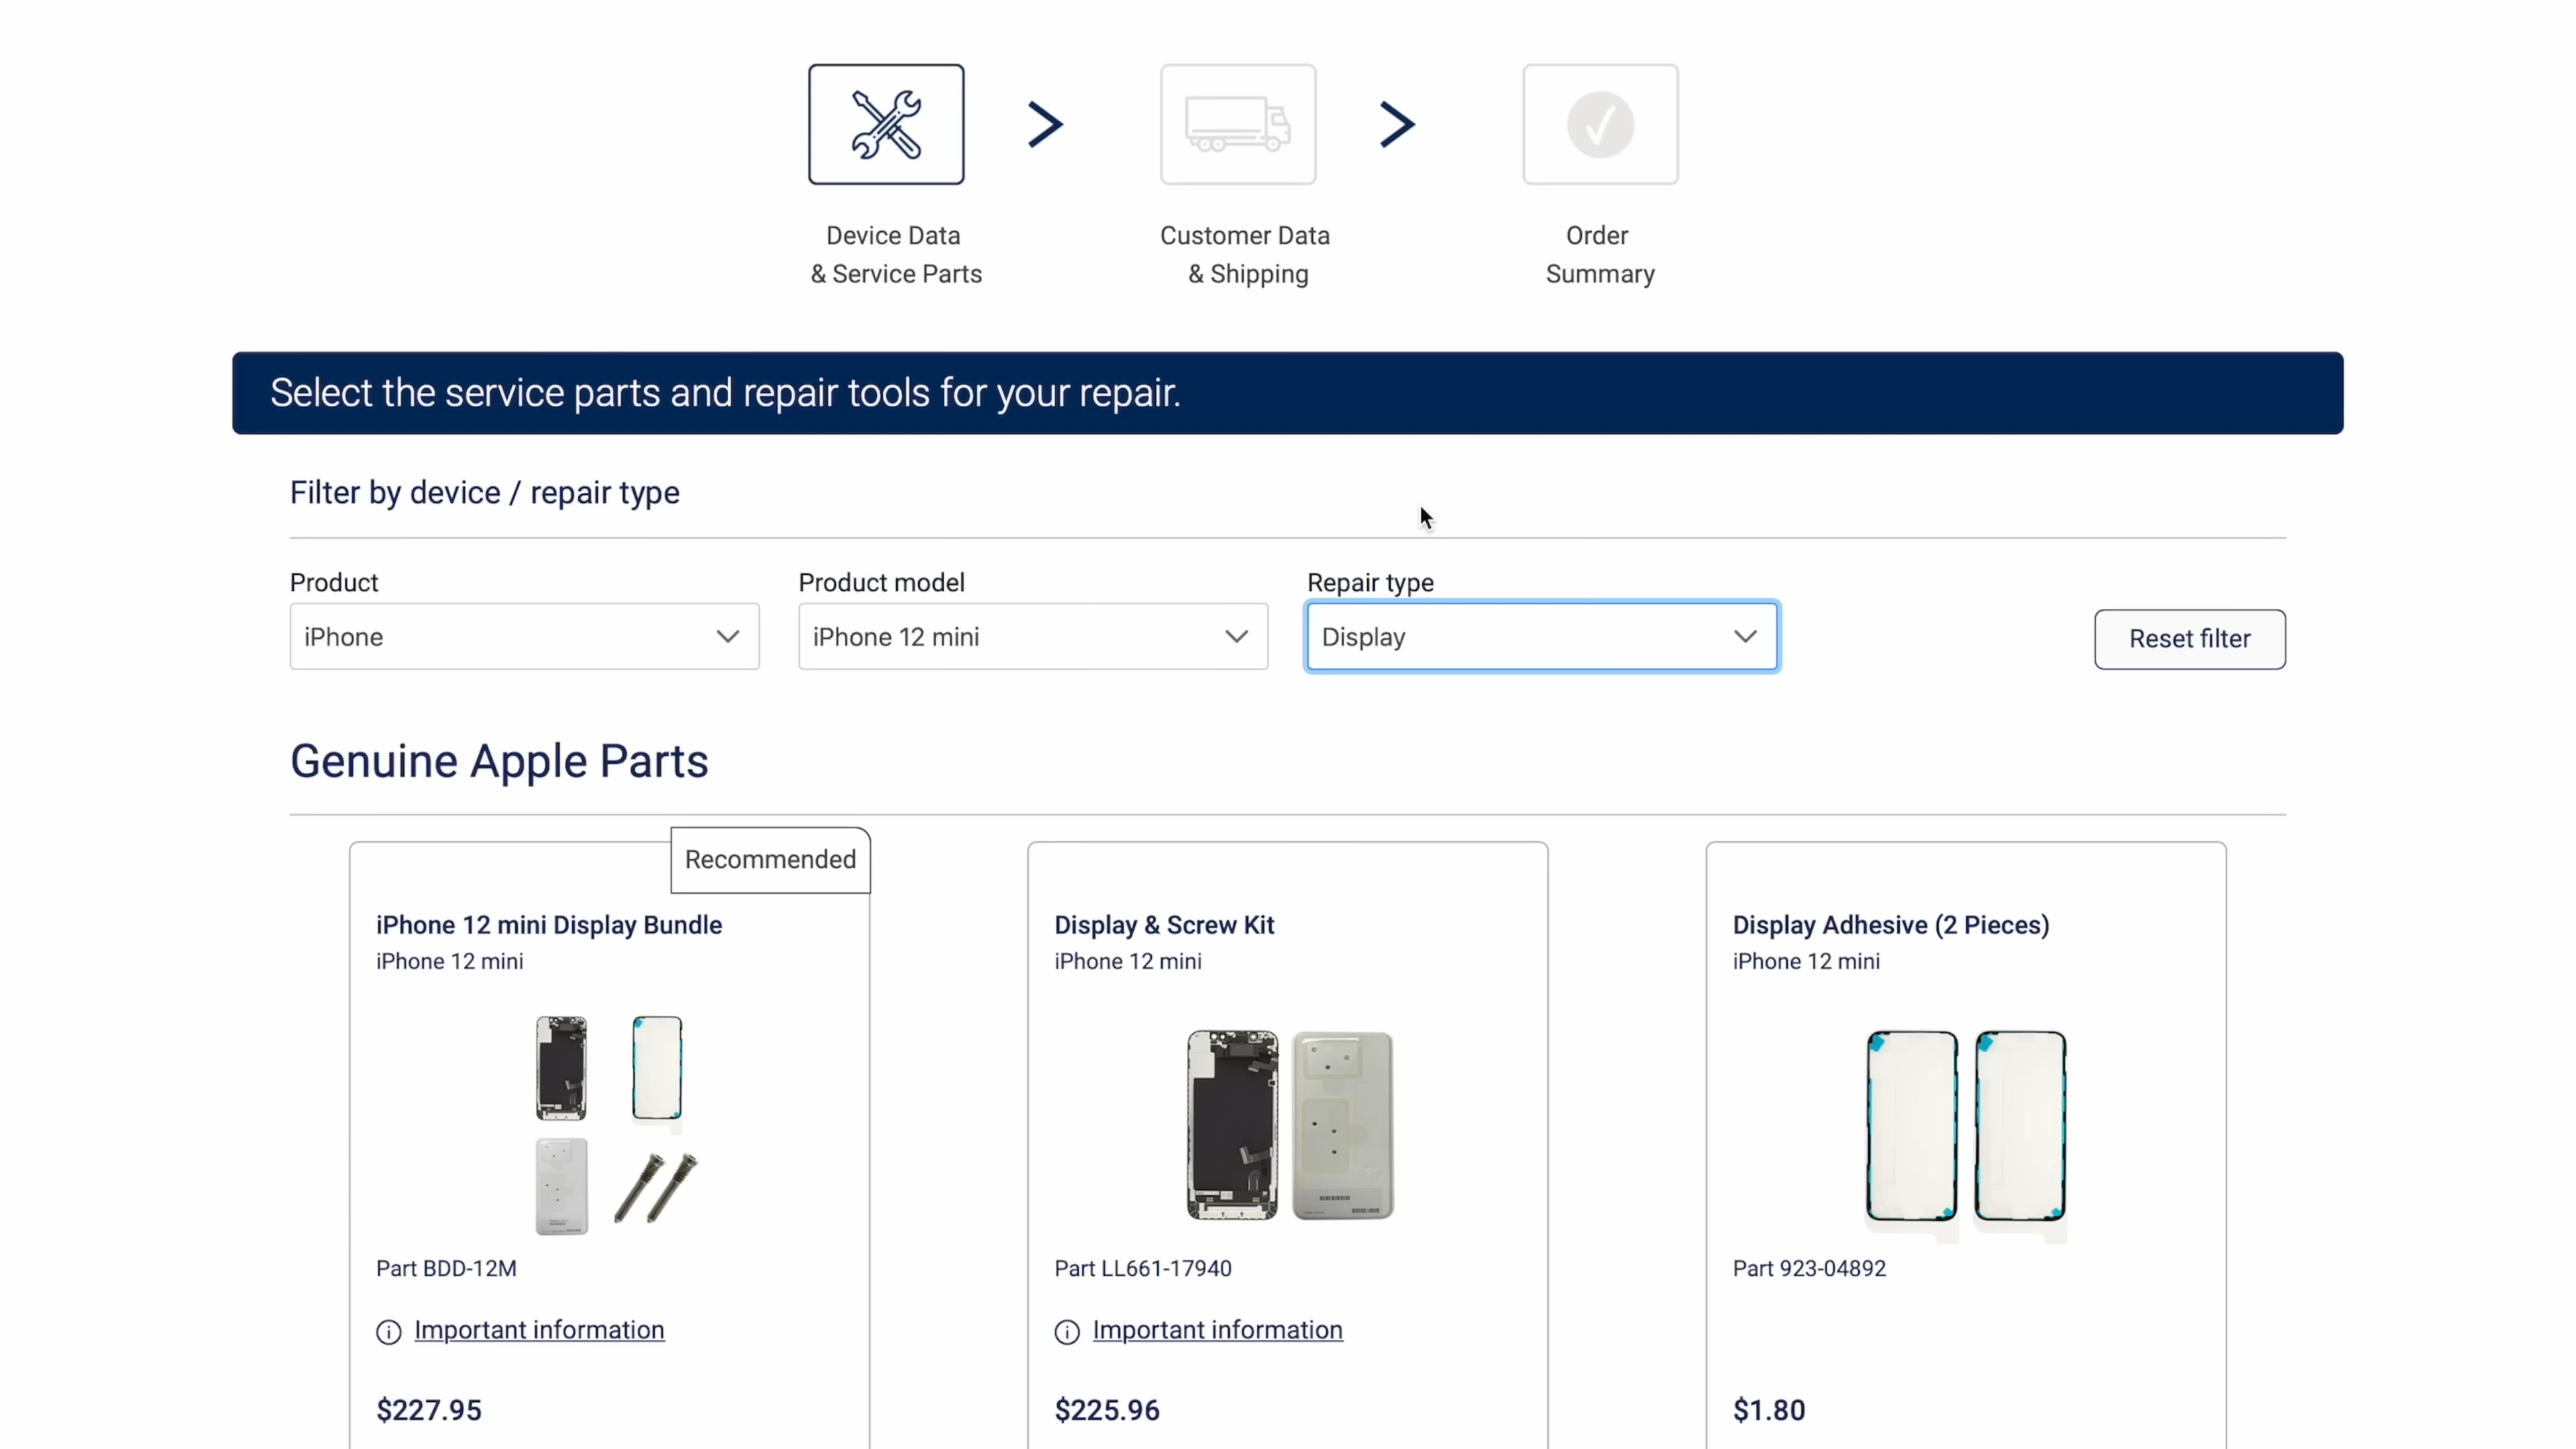 Device Data
& Service Parts
Customer Data
& Shipping
Order
Summary
Select the service parts and repair tools for your repair.
Filter by device / repair type
Product
Product model
Repair type
iPhone
iPhone 12 mini
Display
Reset filter
Genuine Apple Parts
Recommended
iPhone 12 mini Display Bundle
iPhone 12 mini
Part BDD-12M
Important information
$227.95
Display & Screw Kit
iPhone 12 mini
Part LL661-17940
Important information
$225.96
Display Adhesive (2 Pieces)
iPhone 12 mini
Part 923-04892
$1.80